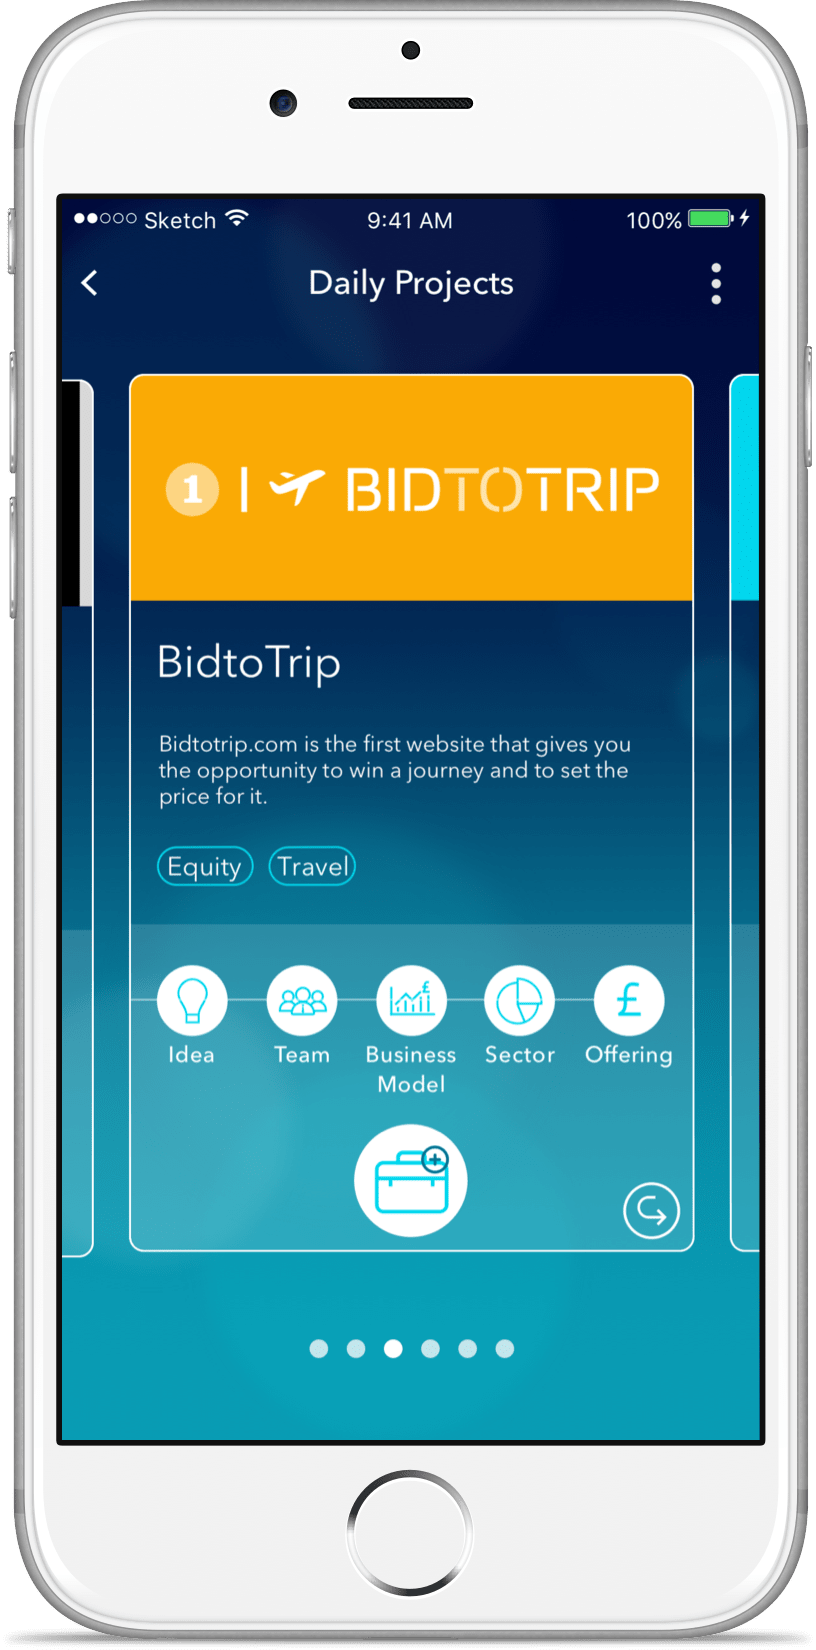 Sketch 9:41 AM 100%
Daily Projects
1 | BIDTOTRIP
BidtoTrip
Bidtotrip.com is the first website that gives you
the opportunity to win a journey and to set the
price for it.
Equity Travel
£
£
Idea Team Business Sector Offering
Model